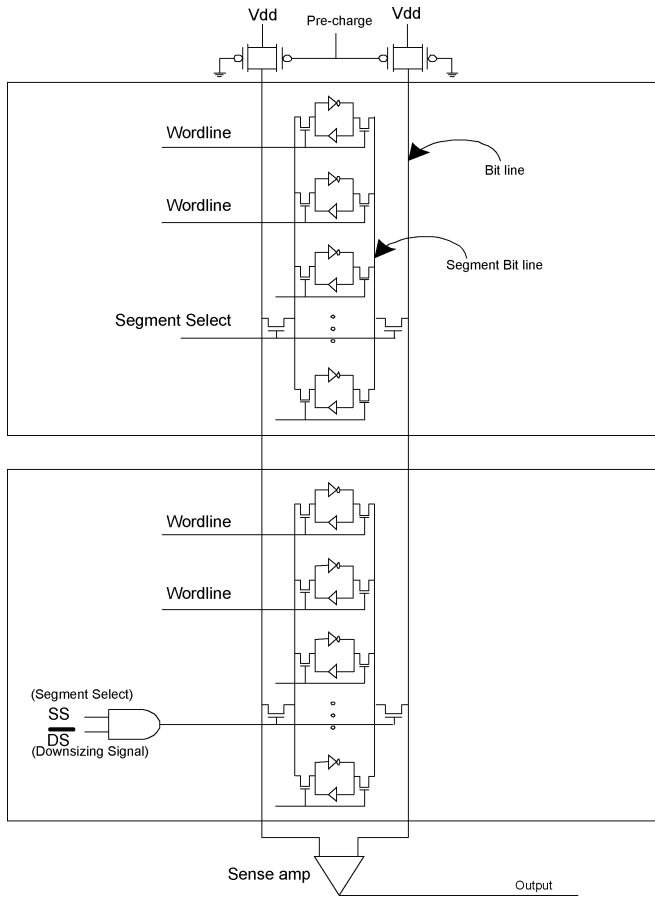 Vdd
Pre-charge
Vdd
Wordline
Bit line
Wordline
Segment Bit line
Segment Select
Wordline
Wordline
(Segment Select)
SS
DS
(Downsizing Signal)
Sense amp
Output